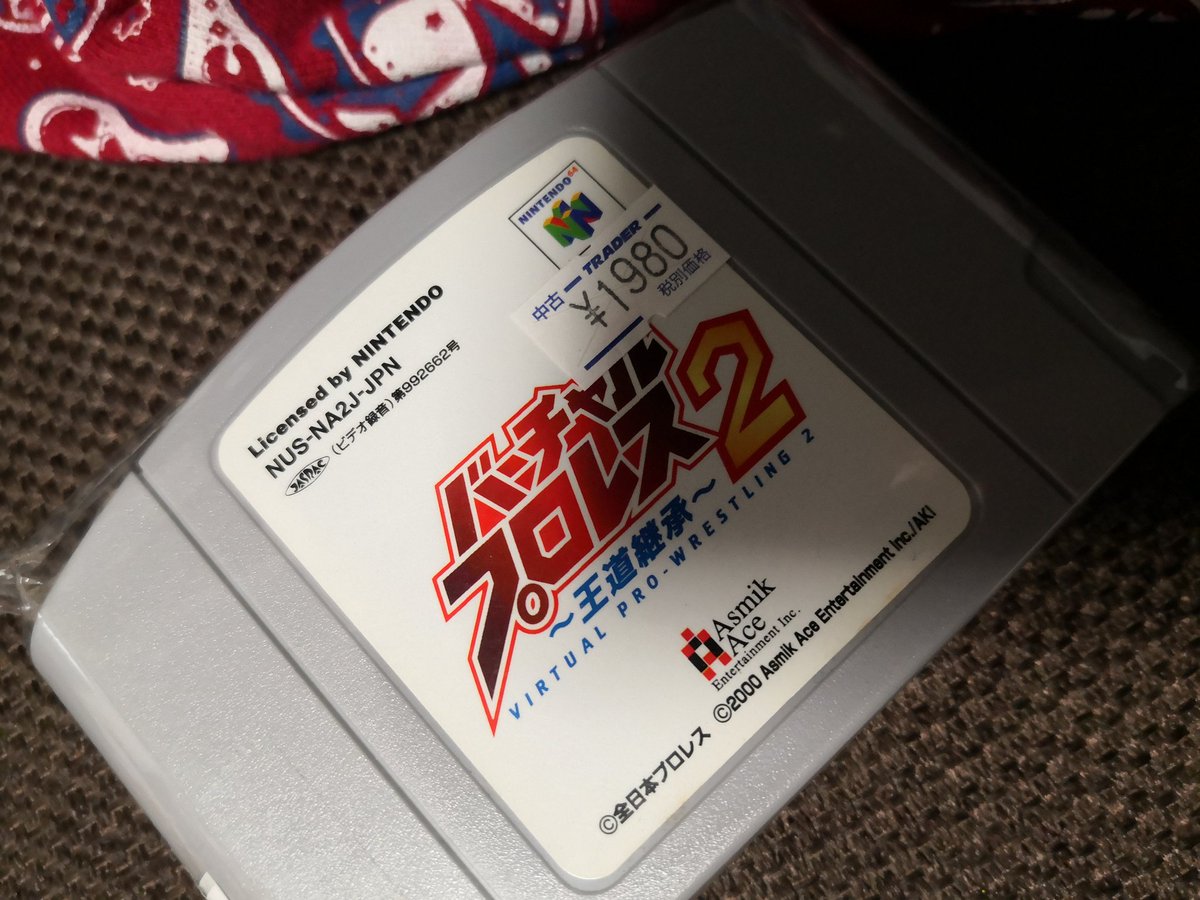 Licensed by NINTENDO
NUS-NA2J-JPN
JASRAC
(ビデオ録音)第992662号
NINTENDO64
TRADER
中古
¥1980
税別価格
バーチャル
プロレス2
～王道継承～
VIRTUAL PRO-WRESTLING 2
Asmik
Ace
Entertainment Inc.
©全日本プロレス ©2000 Asmik Ace Entertainment Inc./AKI